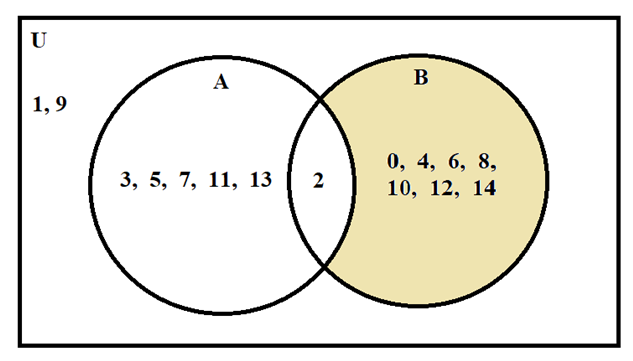 U
A
B
1, 9
3, 5, 7, 11, 13
2
0, 4, 6, 8,
10, 12, 14